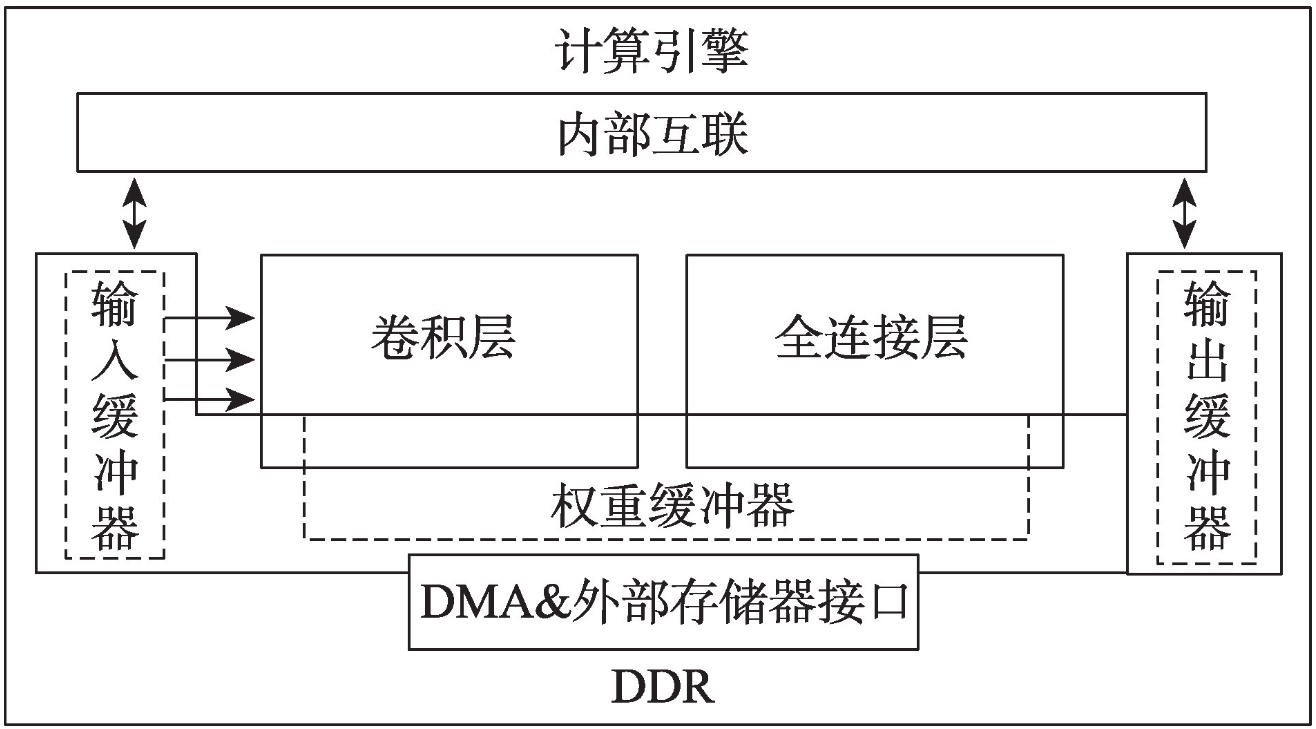 计算引擎
内部互联
输入缓冲器
卷积层
全连接层
输出缓冲器
权重缓冲器
DMA&外部存储器接口
DDR